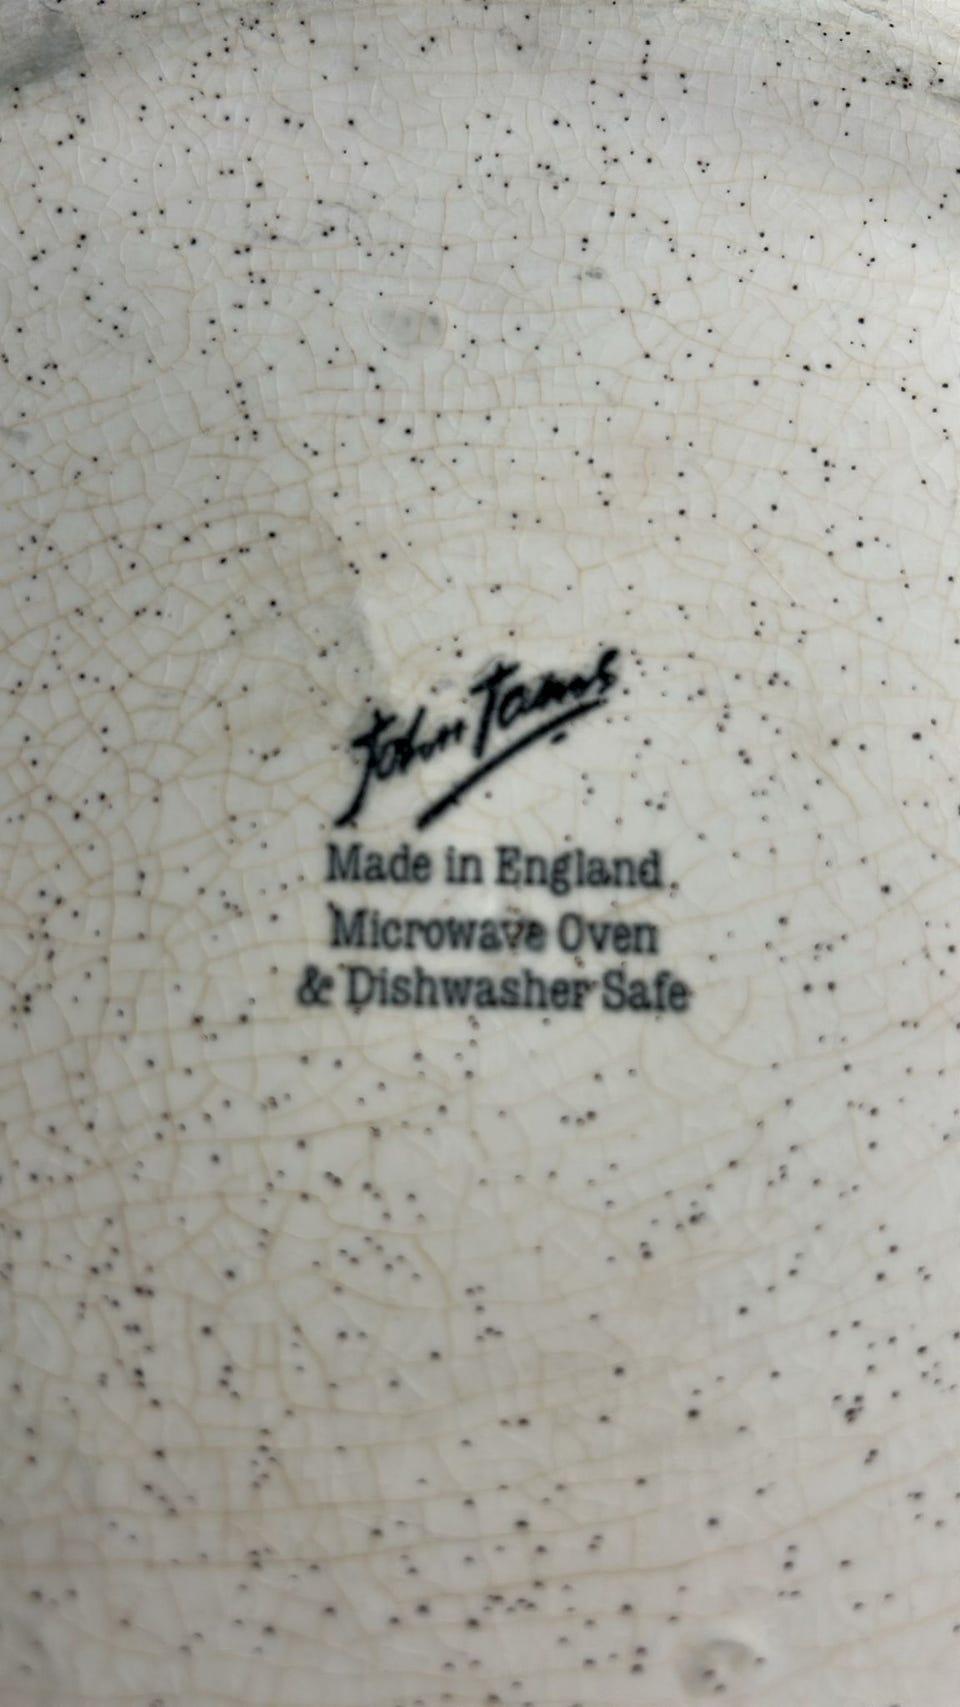 John Tams
Made in England
Microwave Oven
& Dishwasher Safe